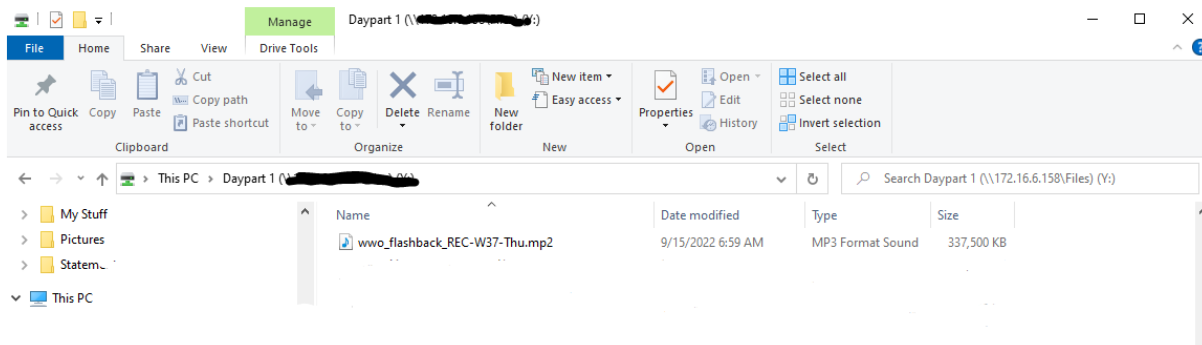 Manage
Daypart 1 (\\ (Y:)
File Home Share View Drive Tools
Pin to Quick access
Copy
Paste
Cut
Copy path
Paste shortcut
Move to
Copy to
Delete
Rename
New folder
New item
Easy access
Properties
Open
Edit
History
Select all
Select none
Invert selection
Clipboard Organize New Open Select
This PC > Daypart 1 (
Search Daypart 1 (\\172.16.6.158\Files) (Y:)
My Stuff
Pictures
This PC
Name Date modified Type Size
wwo_flashback_REC-W37-Thu.mp2 9/15/2022 6:59 AM MP3 Format Sound 337,500 KB